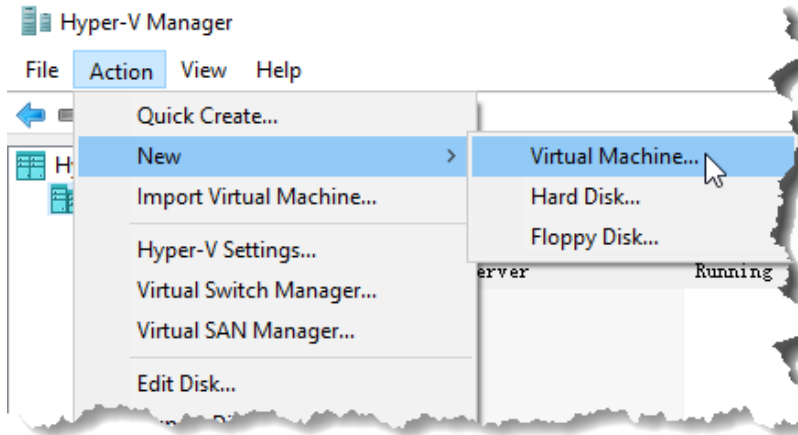 Hyper-V Manager
File Action View Help
Quick Create...
New > Virtual Machine...
Import Virtual Machine... Hard Disk...
Floppy Disk...
Hyper-V Settings...
erver Running
Virtual Switch Manager...
Virtual SAN Manager...
Edit Disk...